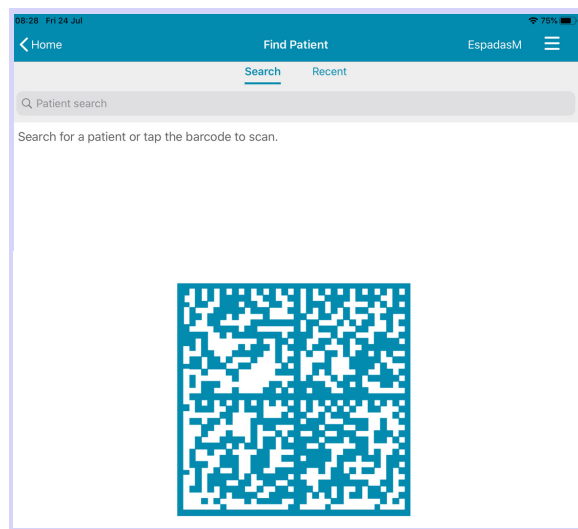 08:28 Fri 24 Jul 75%
Home Find Patient EspadasM
Search Recent
Patient search
Search for a patient or tap the barcode to scan.